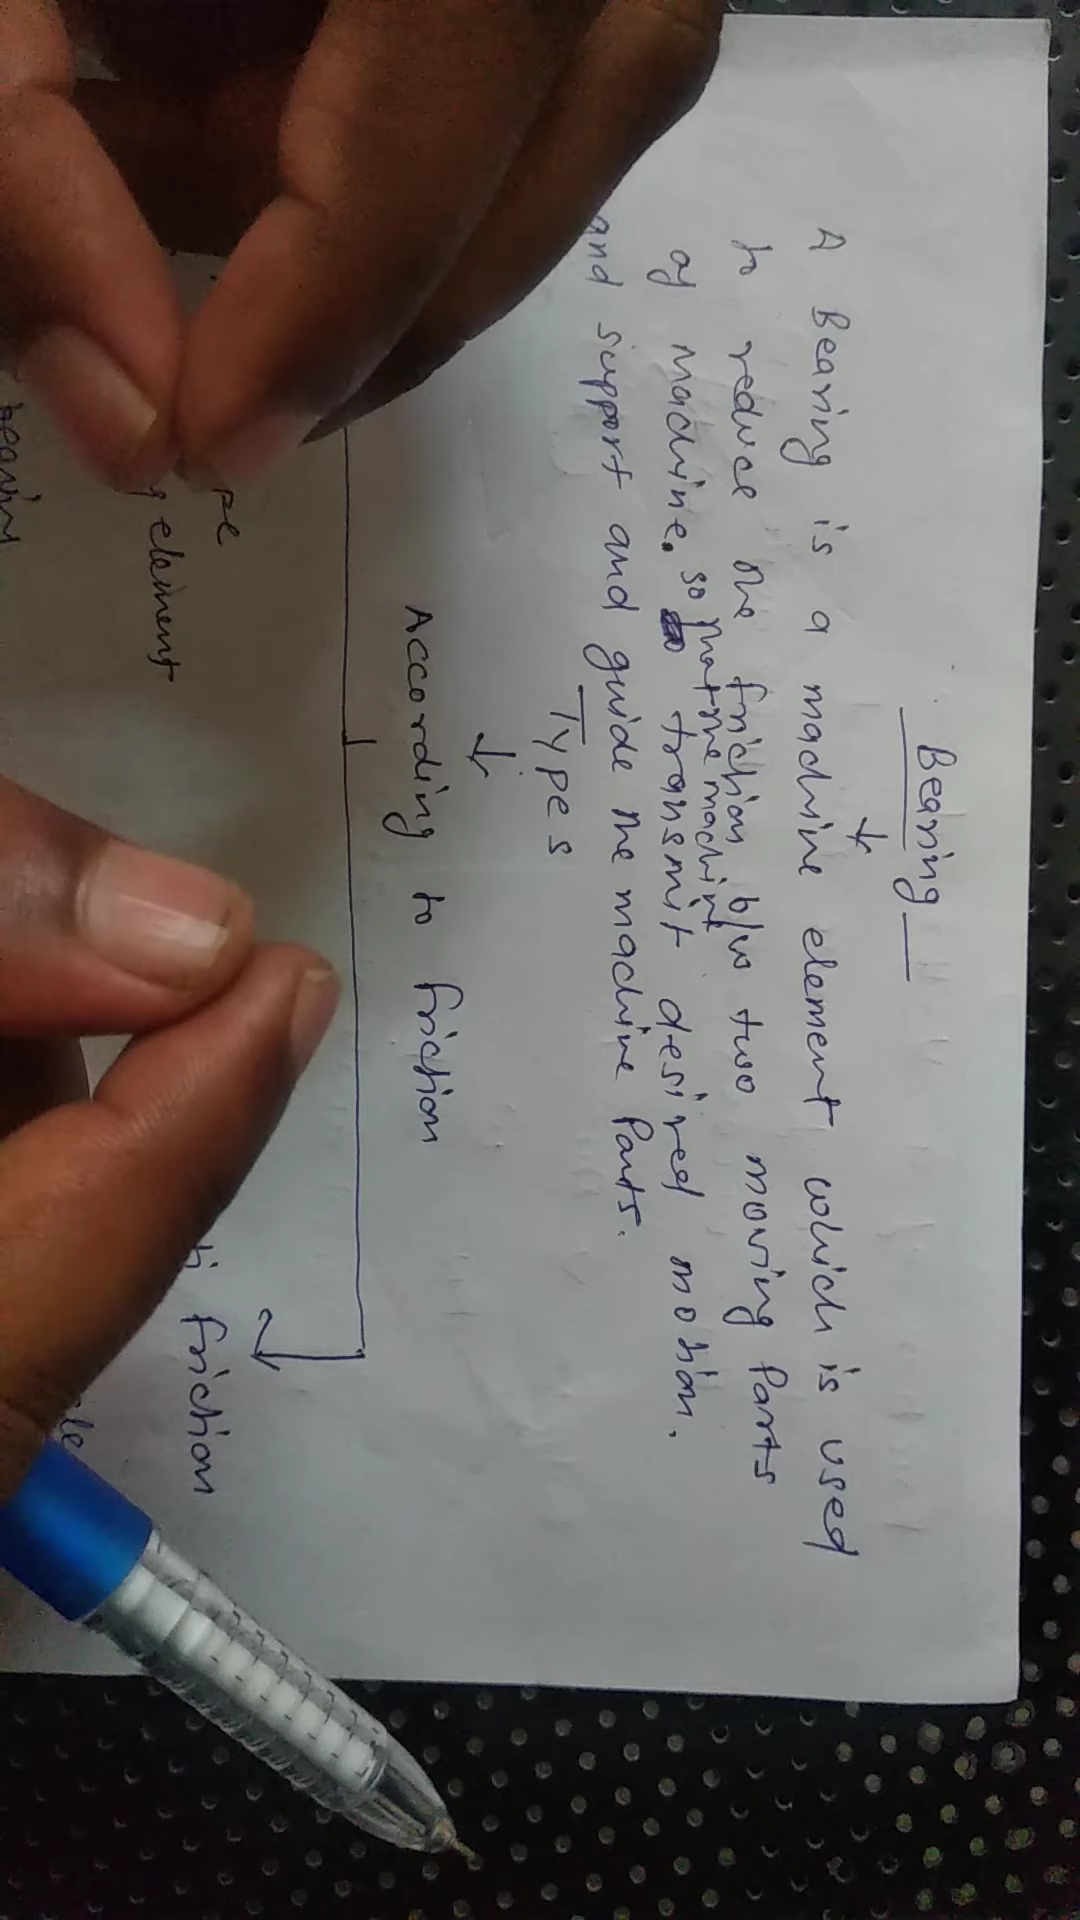 Bearing
A Bearing is a machine element which is used
to reduce the friction b/w two moving Parts
of machine. so that the machine
transmit desired motion.
and support and guide the machine Parts.
Types
According to friction
element
friction